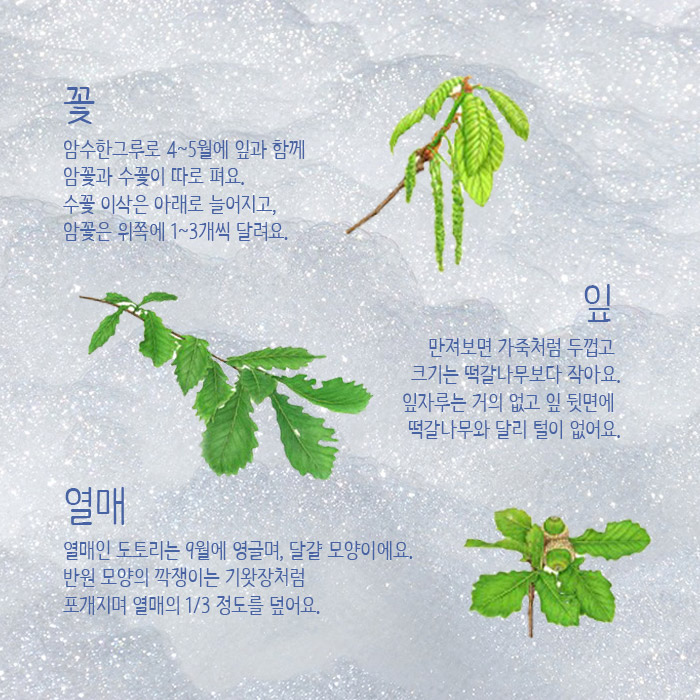 꽃
암수한그루로 4~5월에 잎과 함께
암꽃과 수꽃이 따로 펴요.
수꽃 이삭은 아래로 늘어지고,
암꽃은 위쪽에 1~3개씩 달려요.
잎
만져보면 가죽처럼 두껍고
크기는 떡갈나무보다 작아요.
잎자루는 거의 없고 잎 뒷면에
떡갈나무와 달리 털이 없어요.
열매
열매인 도토리는 9월에 영글며, 달걀 모양이에요.
반원 모양의 깍쟁이는 기왓장처럼
포개지며 열매의 1/3 정도를 덮어요.